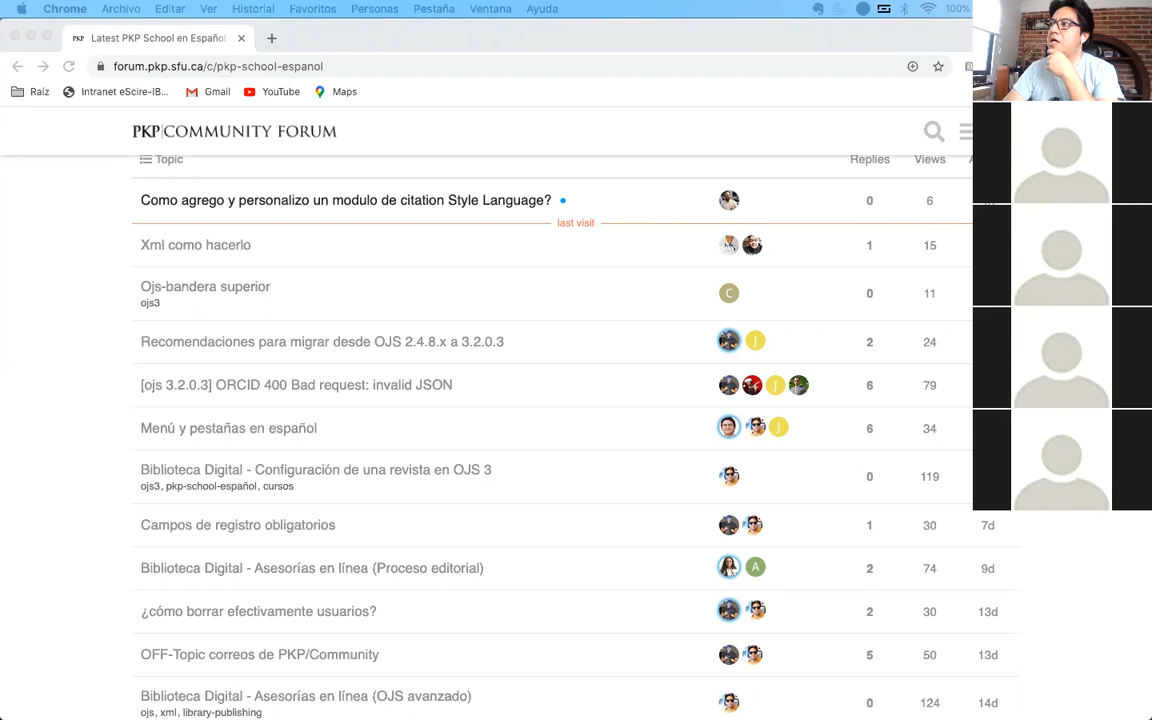 Chrome Archivo Editar Ver Historial Favoritos Personas Pestaña Ventana Ayuda 100%
PKP Latest PKP School en Español
forum.pkp.sfu.ca/c/pkp-school-espanol
Raíz Intranet eScire-IB... Gmail YouTube Maps
PKP|COMMUNITY FORUM
Topic Replies Views
Como agrego y personalizo un modulo de citation Style Language? 0 6
last visit
Xml como hacerlo 1 15
Ojs-bandera superior C 0 11
ojs3
Recomendaciones para migrar desde OJS 2.4.8.x a 3.2.0.3 J 2 24
[ojs 3.2.0.3] ORCID 400 Bad request: invalid JSON J 6 79
Menú y pestañas en español J 6 34
Biblioteca Digital - Configuración de una revista en OJS 3 0 119
ojs3, pkp-school-español, cursos
Campos de registro obligatorios 1 30 7d
Biblioteca Digital - Asesorías en línea (Proceso editorial) A 2 74 9d
¿cómo borrar efectivamente usuarios? 2 30 13d
OFF-Topic correos de PKP/Community 5 50 13d
Biblioteca Digital - Asesorías en línea (OJS avanzado) 0 124 14d
ojs, xml, library-publishing